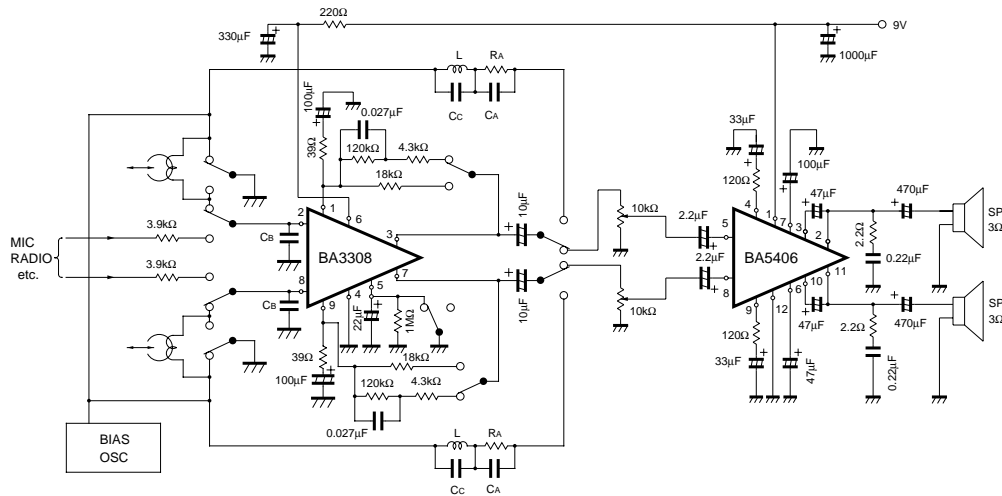 220Ω
9V
330µF
+
+
1000µF
L
RA
CC
CA
100µF
+
0.027µF
39Ω
120kΩ
4.3kΩ
18kΩ
33µF
+
100µF
+
120Ω
47µF
+
470µF
+
SP
3Ω
10µF
+
10kΩ
2.2µF
+
2.2µF
+
2.2Ω
0.22µF
3.9kΩ
MIC
RADIO
etc.
3.9kΩ
CB
CB
2
1
6
BA3308
3
7
8
9
4
5
4
1
7
3
2
5
BA5406
11
8
10
9
12
6
22µF
+
1MΩ
10µF
+
10kΩ
39Ω
100µF
+
18kΩ
120kΩ
4.3kΩ
0.027µF
120Ω
33µF
+
47µF
+
47µF
+
2.2Ω
470µF
+
0.22µF
SP
3Ω
BIAS
OSC
L
RA
CC
CA